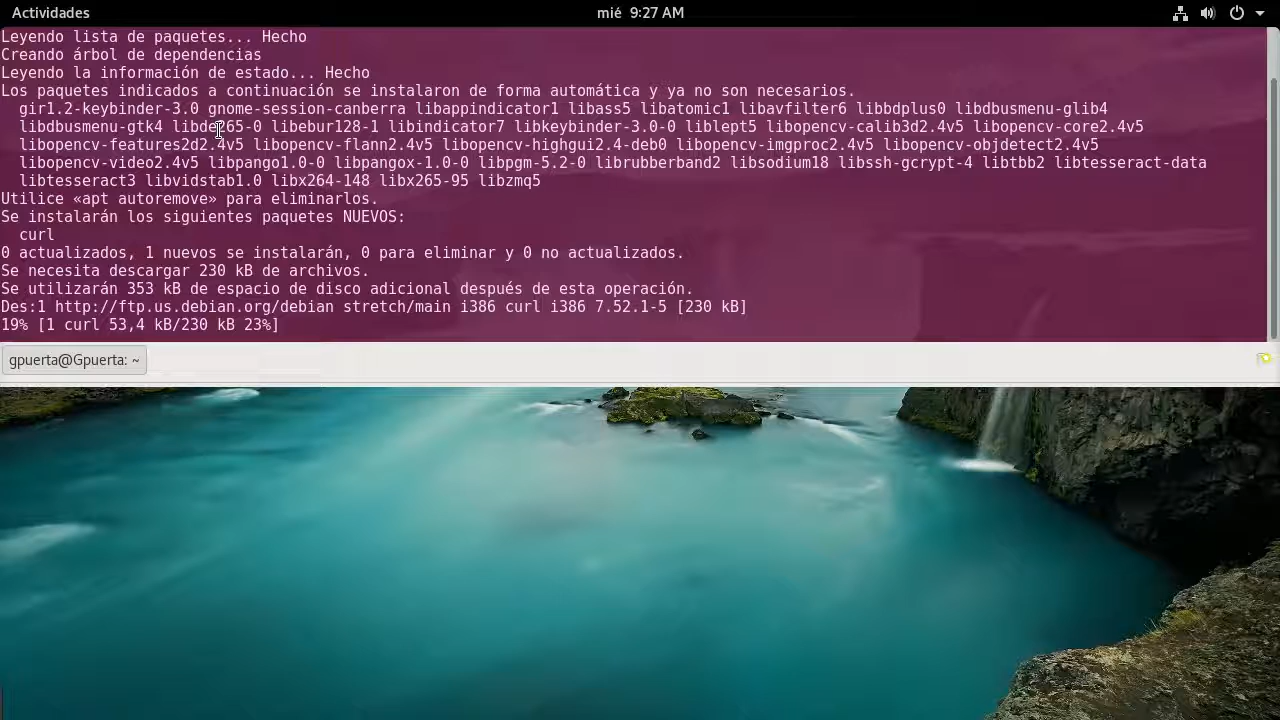 Actividades
mié 9:27 AM
Leyendo lista de paquetes... Hecho
Creando árbol de dependencias
Leyendo la información de estado... Hecho
Los paquetes indicados a continuación se instalaron de forma automática y ya no son necesarios.
gir1.2-keybinder-3.0 gnome-session-canberra libappindicator1 libass5 libatomic1 libavfilter6 libbdplus0 libdbusmenu-glib4
libdbusmenu-gtk4 libde265-0 libebur128-1 libindicator7 libkeybinder-3.0-0 liblept5 libopencv-calib3d2.4v5 libopencv-core2.4v5
libopencv-features2d2.4v5 libopencv-flann2.4v5 libopencv-highgui2.4-deb0 libopencv-imgproc2.4v5 libopencv-objdetect2.4v5
libopencv-video2.4v5 libpango1.0-0 libpangox-1.0-0 libpgm-5.2-0 librubberband2 libsodium18 libssh-gcrypt-4 libtbb2 libtesseract-data
libtesseract3 libvidstab1.0 libx264-148 libx265-95 libzmq5
Utilice «apt autoremove» para eliminarlos.
Se instalarán los siguientes paquetes NUEVOS:
curl
0 actualizados, 1 nuevos se instalarán, 0 para eliminar y 0 no actualizados.
Se necesita descargar 230 kB de archivos.
Se utilizarán 353 kB de espacio de disco adicional después de esta operación.
Des:1 http://ftp.us.debian.org/debian stretch/main i386 curl i386 7.52.1-5 [230 kB]
19% [1 curl 53,4 kB/230 kB 23%]
gpuerta@Gpuerta: ~